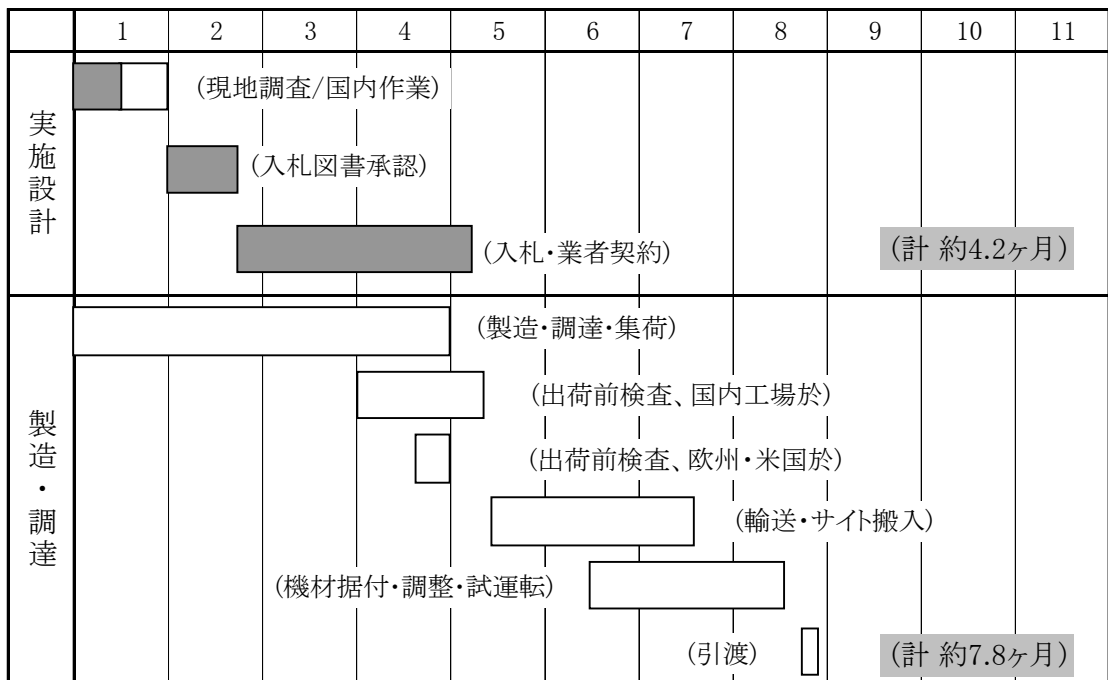 1 2 3 4 5 6 7 8 9 10 11
実施設計
(現地調査/国内作業)
(入札図書承認)
(入札・業者契約)
(計 約4.2ヶ月)
製造・調達
(製造・調達・集荷)
(出荷前検査、国内工場於)
(出荷前検査、欧州・米国於)
(輸送・サイト搬入)
(機材据付・調整・試運転)
(引渡)
(計 約7.8ヶ月)